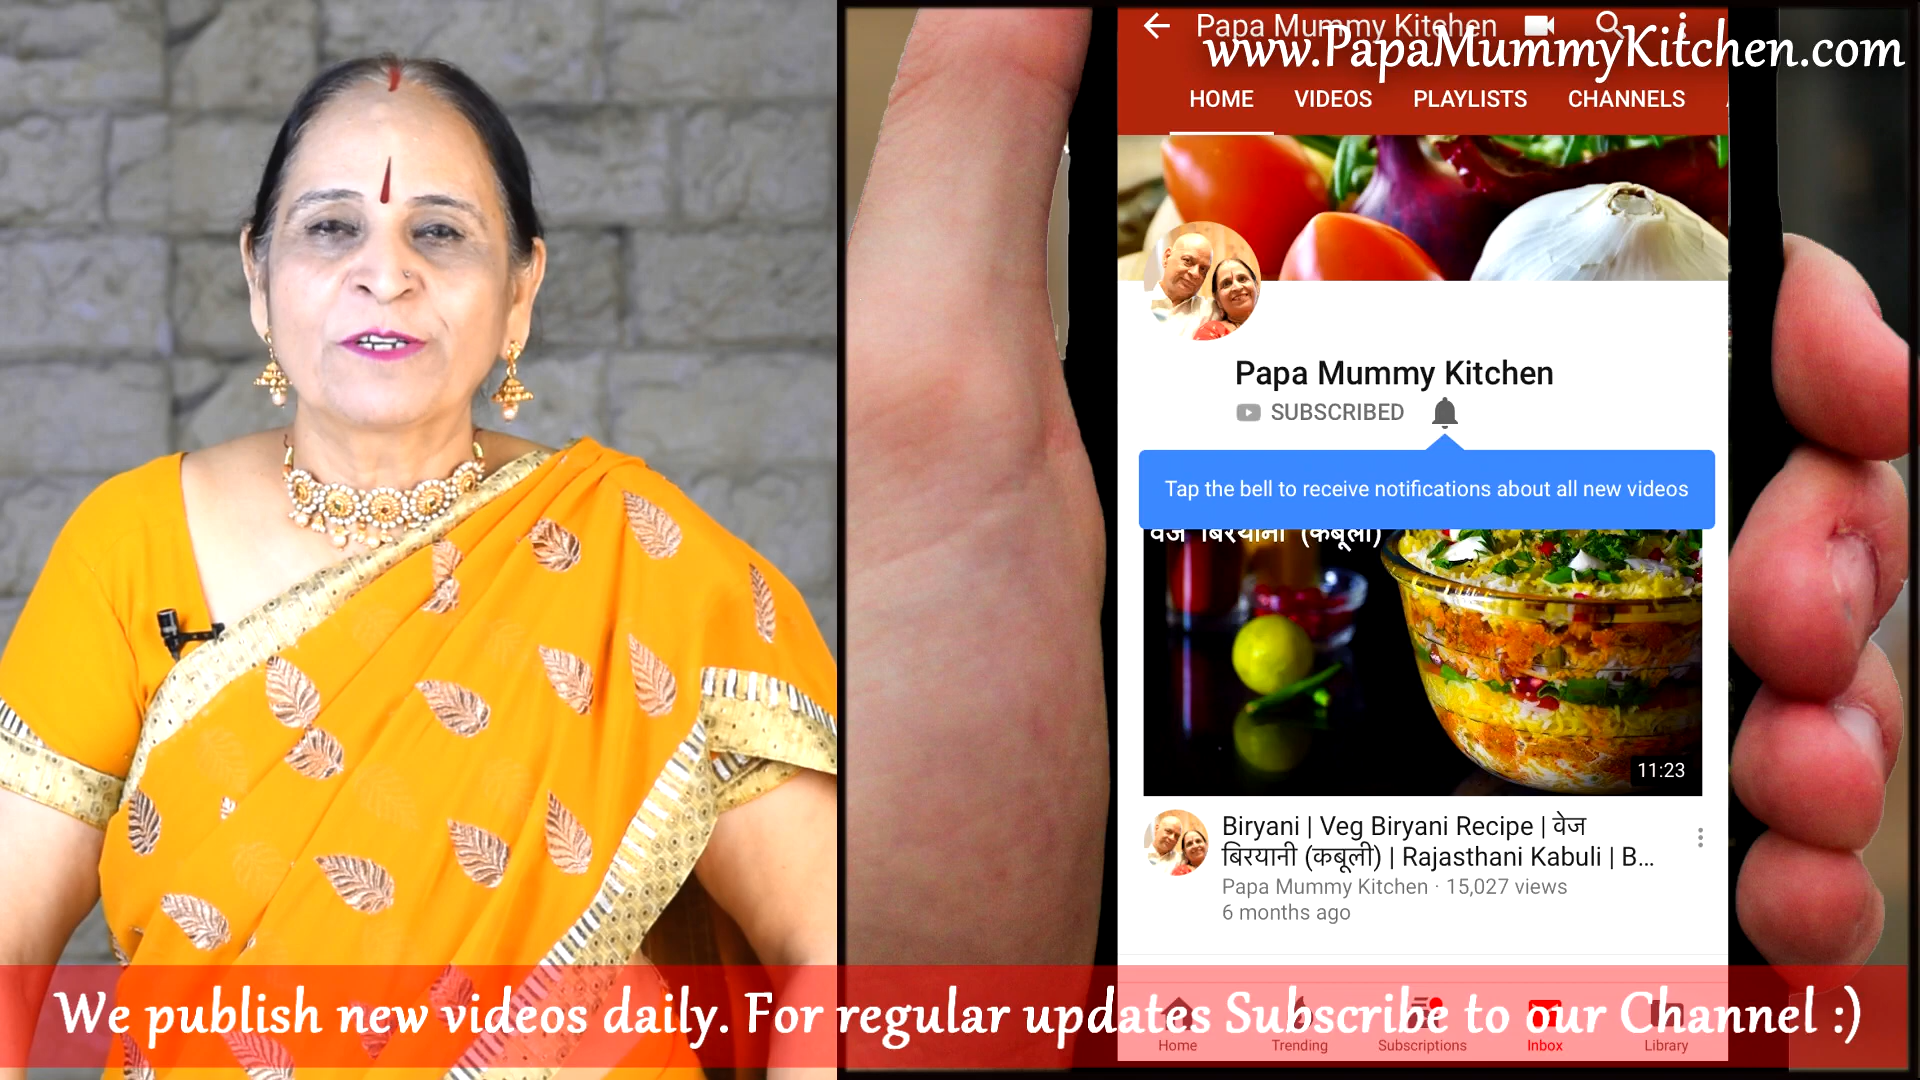 Papa Mummy Kitchen
www.PapaMummyKitchen.com
HOME VIDEOS PLAYLISTS CHANNELS
Papa Mummy Kitchen
SUBSCRIBED
Tap the bell to receive notifications about all new videos
वेज बिरयानी (कबूली)
11:23
Biryani | Veg Biryani Recipe | वेज
बिरयानी (कबूली) | Rajasthani Kabuli | B...
Papa Mummy Kitchen · 15,027 views
6 months ago
We publish new videos daily. For regular updates Subscribe to our Channel :)
Home Trending Subscriptions Inbox Library